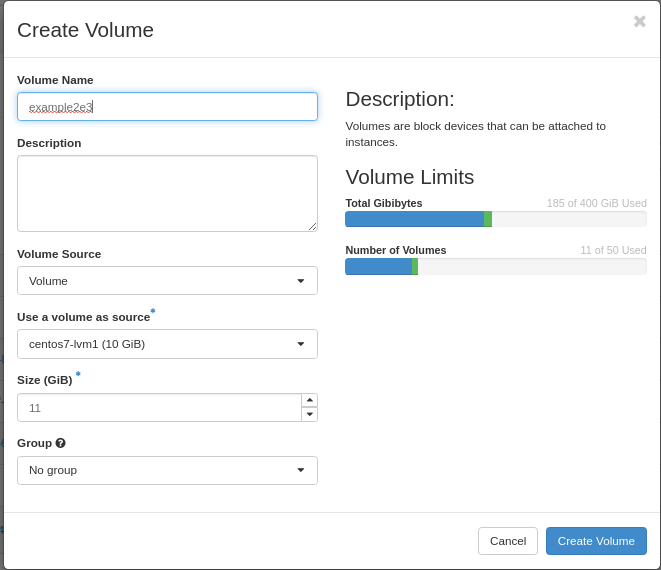 Create Volume
Volume Name
example2e3
Description
Volume Source
Volume
Use a volume as source*
centos7-lvm1 (10 GiB)
Size (GiB) *
11
Group
No group
Description:
Volumes are block devices that can be attached to
instances.
Volume Limits
Total Gibibytes 185 of 400 GiB Used
Number of Volumes 11 of 50 Used
Cancel Create Volume